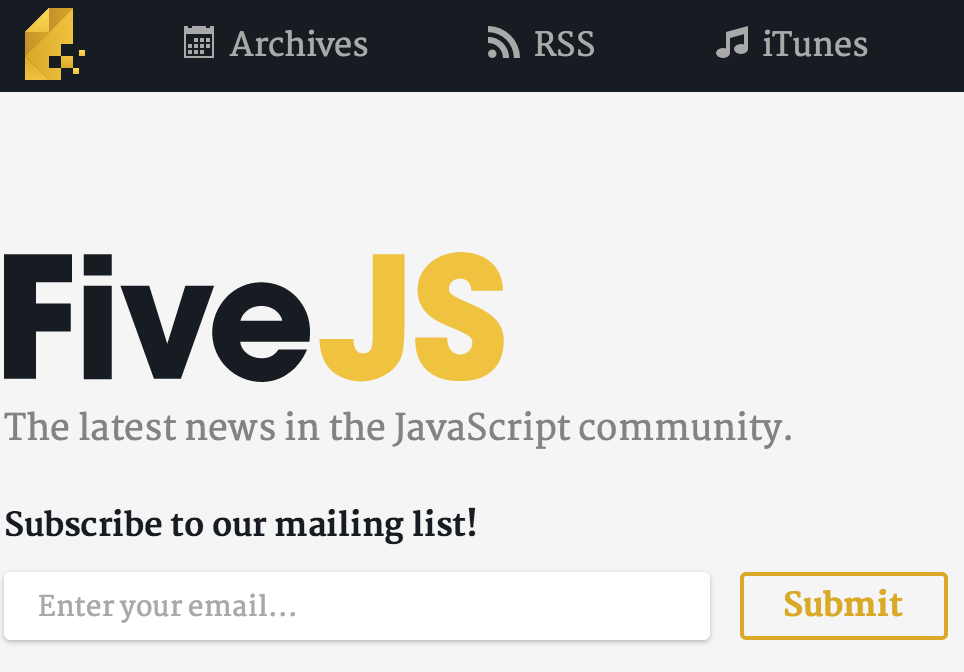 Archives RSS iTunes
FiveJS
The latest news in the JavaScript community.
Subscribe to our mailing list!
Enter your email... Submit